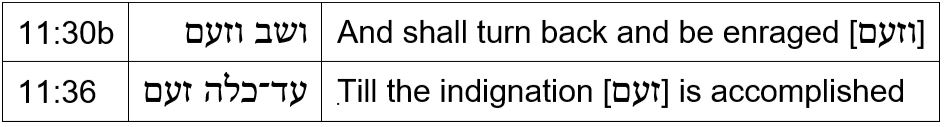 11:30b ושב וזעם And shall turn back and be enraged [וזעם]
11:36 עד־כלה זעם Till the indignation [זעם] is accomplished